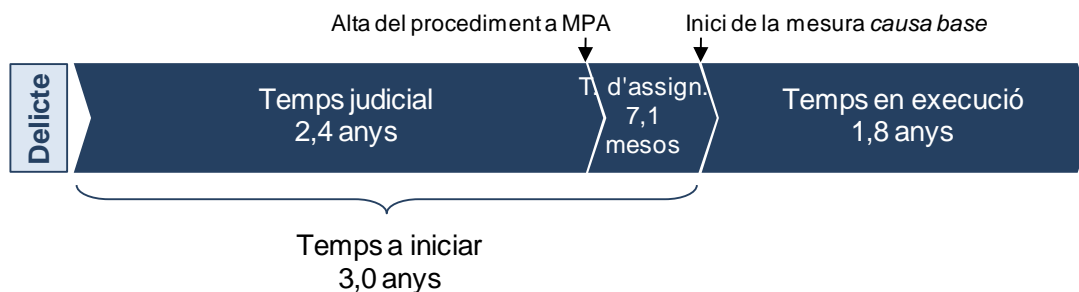 Alta del procediment a MPA
Inici de la mesura causa base
Delicte
Temps judicial
2,4 anys
T. d'assign.
7,1
mesos
Temps en execució
1,8 anys
Temps a iniciar
3,0 anys